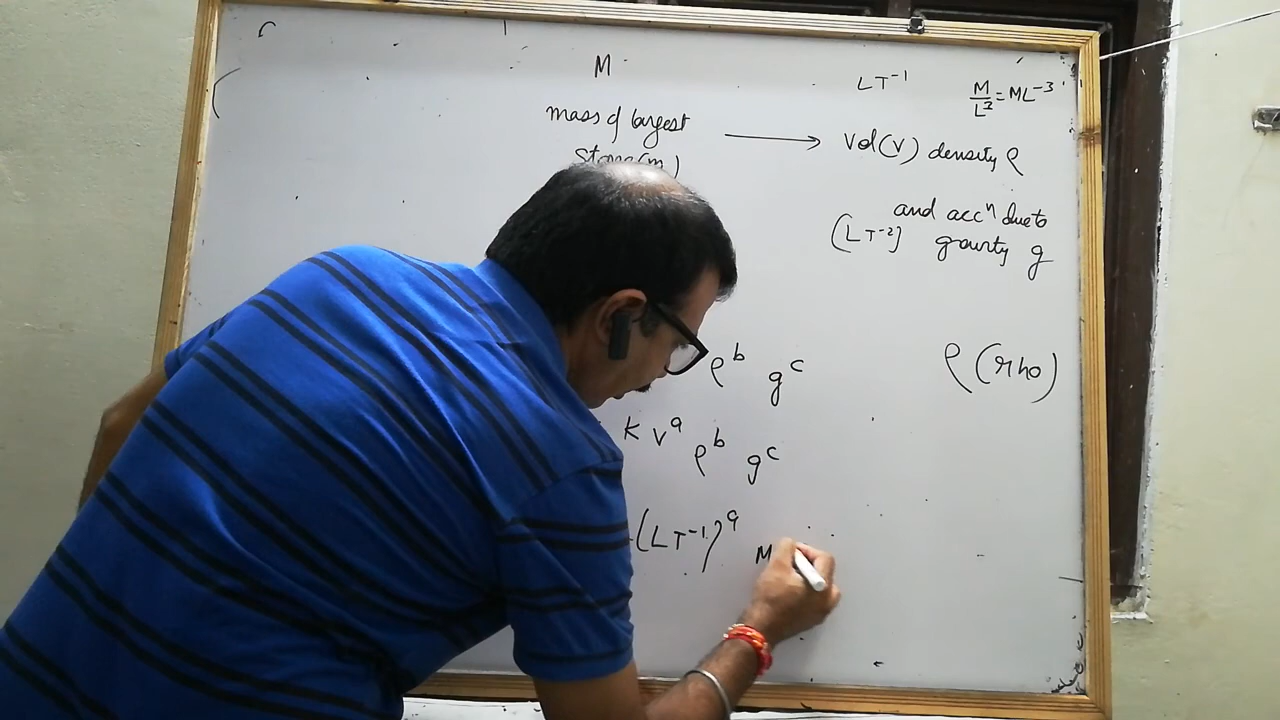 M LT⁻¹ M/L³ = ML⁻³
mass of largest → Vel(V) density ρ
stone(m)
and accⁿ due to
(LT⁻²) gravity g
ρᵇ gᶜ ρ (rho)
K vᵃ ρᵇ gᶜ
(LT⁻¹)ᵃ M